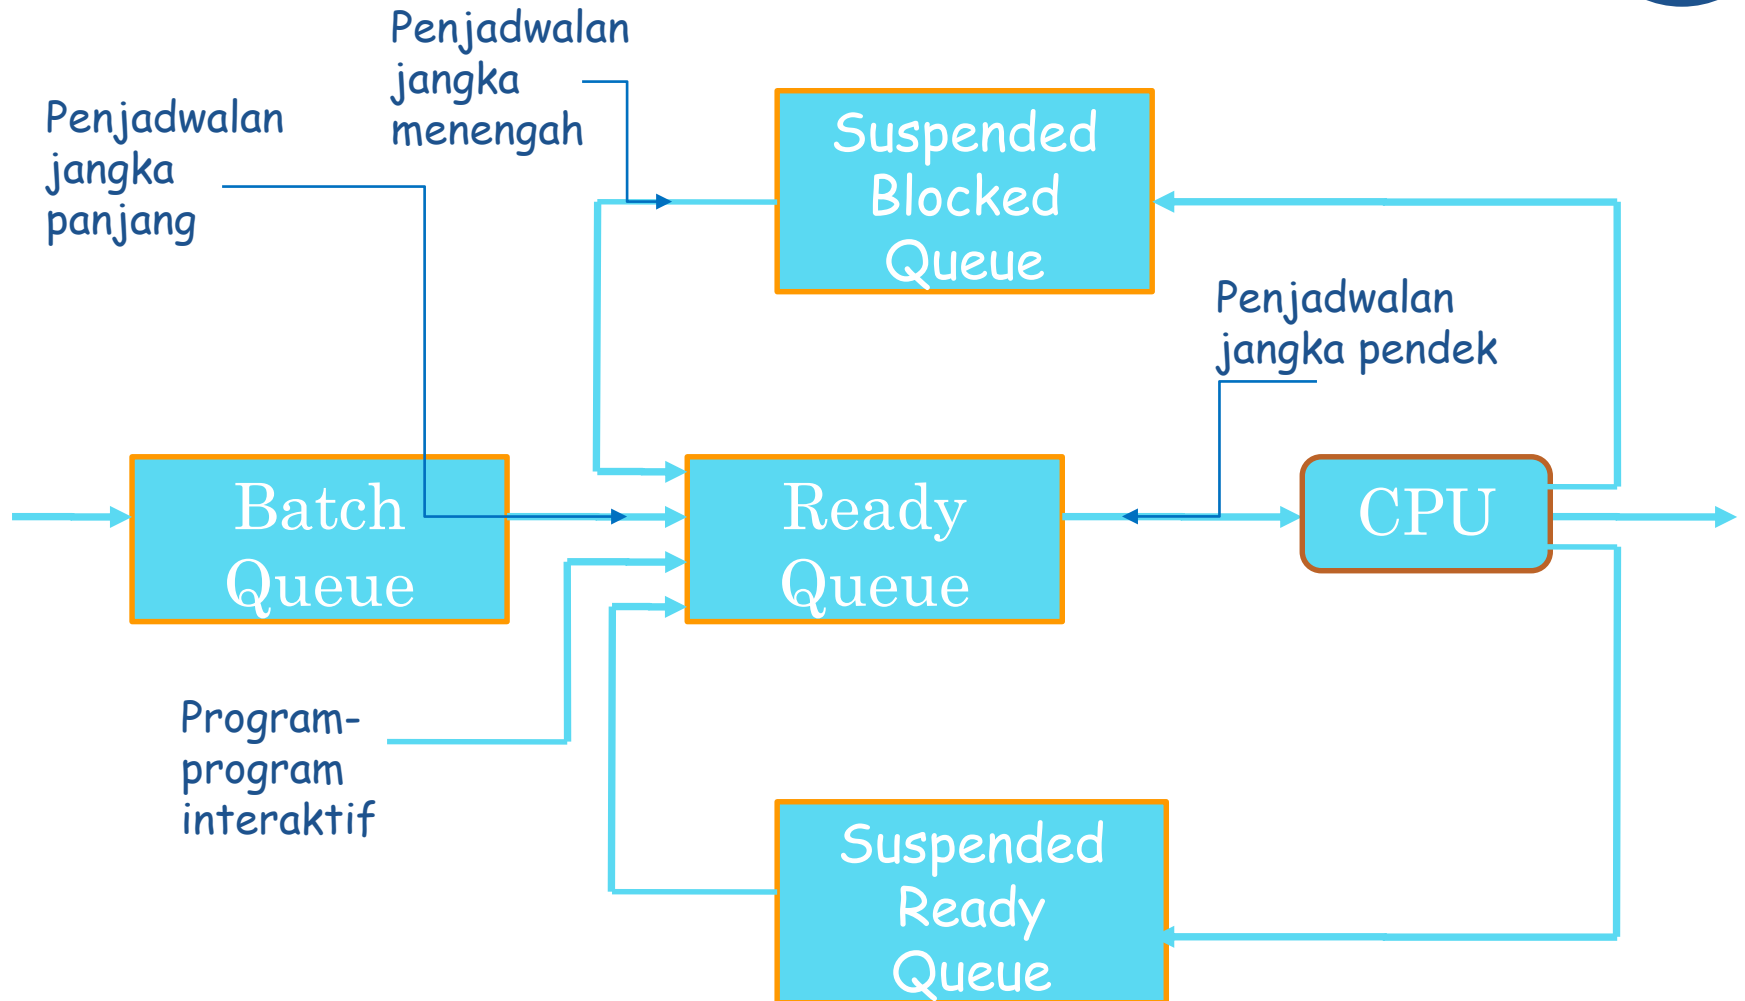 Penjadwalan
jangka
menengah
Penjadwalan
jangka
panjang
Suspended
Blocked
Queue
Penjadwalan
jangka pendek
Batch
Queue
Ready
Queue
CPU
Program-
program
interaktif
Suspended
Ready
Queue